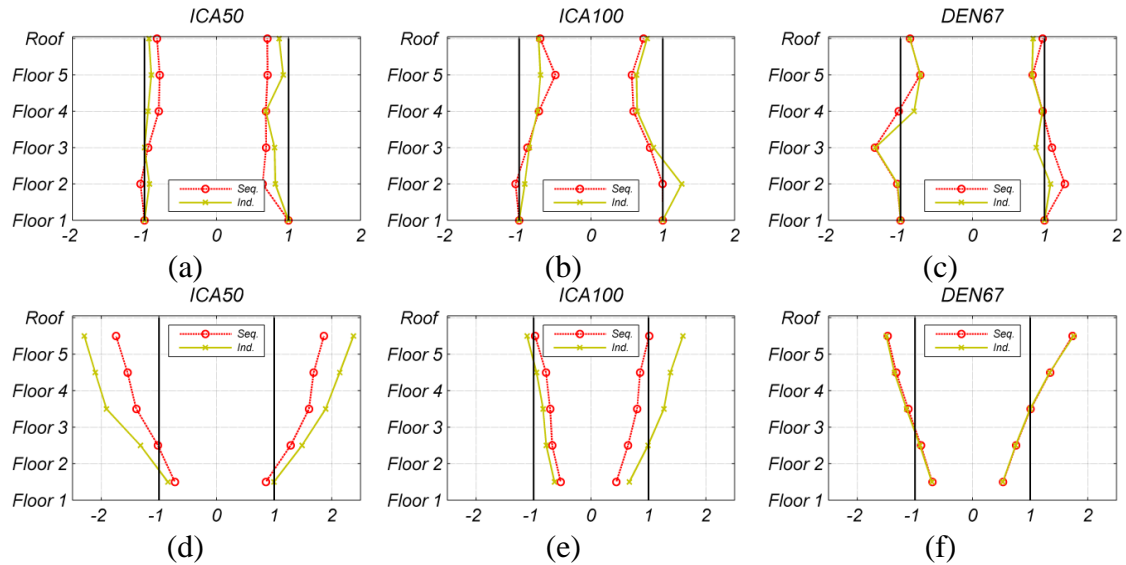 ICA50
Roof
Floor 5
Floor 4
Floor 3
Floor 2
Floor 1
Seq.
Ind.
-2 -1 0 1 2
(a)
ICA100
Roof
Floor 5
Floor 4
Floor 3
Floor 2
Floor 1
Seq.
Ind.
-2 -1 0 1 2
(b)
DEN67
Roof
Floor 5
Floor 4
Floor 3
Floor 2
Floor 1
Seq.
Ind.
-2 -1 0 1 2
(c)
ICA50
Roof
Floor 5
Floor 4
Floor 3
Floor 2
Floor 1
Seq.
Ind.
-2 -1 0 1 2
(d)
ICA100
Roof
Floor 5
Floor 4
Floor 3
Floor 2
Floor 1
Seq.
Ind.
-2 -1 0 1 2
(e)
DEN67
Roof
Floor 5
Floor 4
Floor 3
Floor 2
Floor 1
Seq.
Ind.
-2 -1 0 1 2
(f)